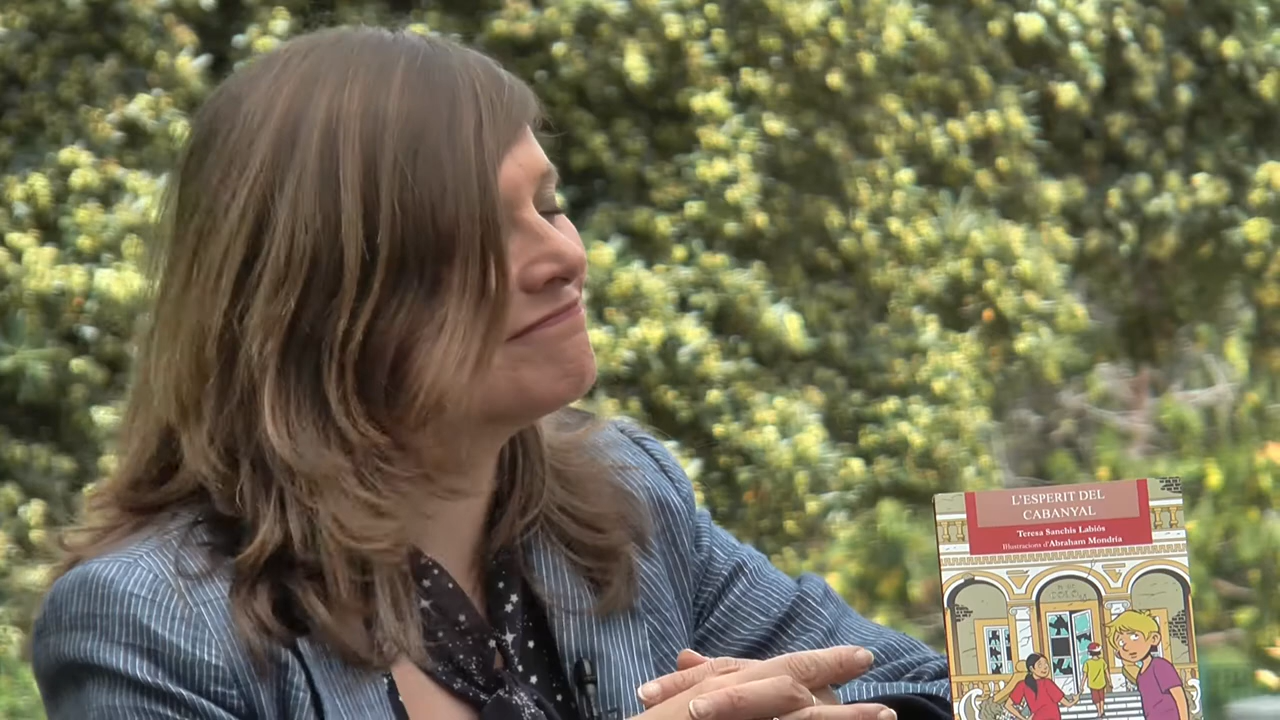 L'ESPERIT DEL
CABANYAL
Teresa Sanchis Labiós
Il·lustracions d'Abraham Mondria